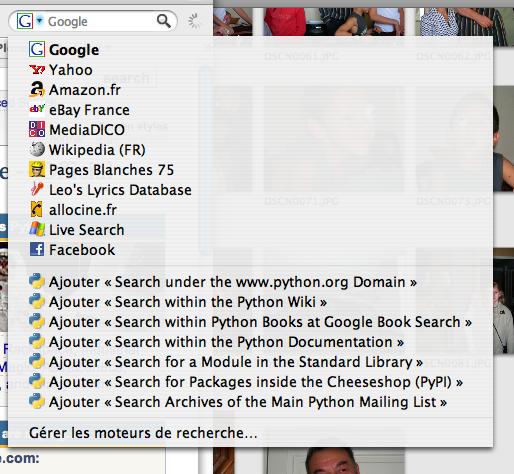 Google
DSCN0061.JPG
Google
Yahoo
Amazon.fr
eBay France
MediaDICO
Wikipedia (FR)
Pages Blanches 75
Leo's Lyrics Database
allocine.fr
Live Search
Facebook
search
DSCN0071.JPG
DSCN0073.JPG
Ajouter « Search under the www.python.org Domain »
Ajouter « Search within the Python Wiki »
Ajouter « Search within Python Books at Google Book Search »
Ajouter « Search within the Python Documentation »
Ajouter « Search for a Module in the Standard Library »
Ajouter « Search for Packages inside the Cheeseshop (PyPI) »
Ajouter « Search Archives of the Main Python Mailing List »
Gérer les moteurs de recherche...
e.com: